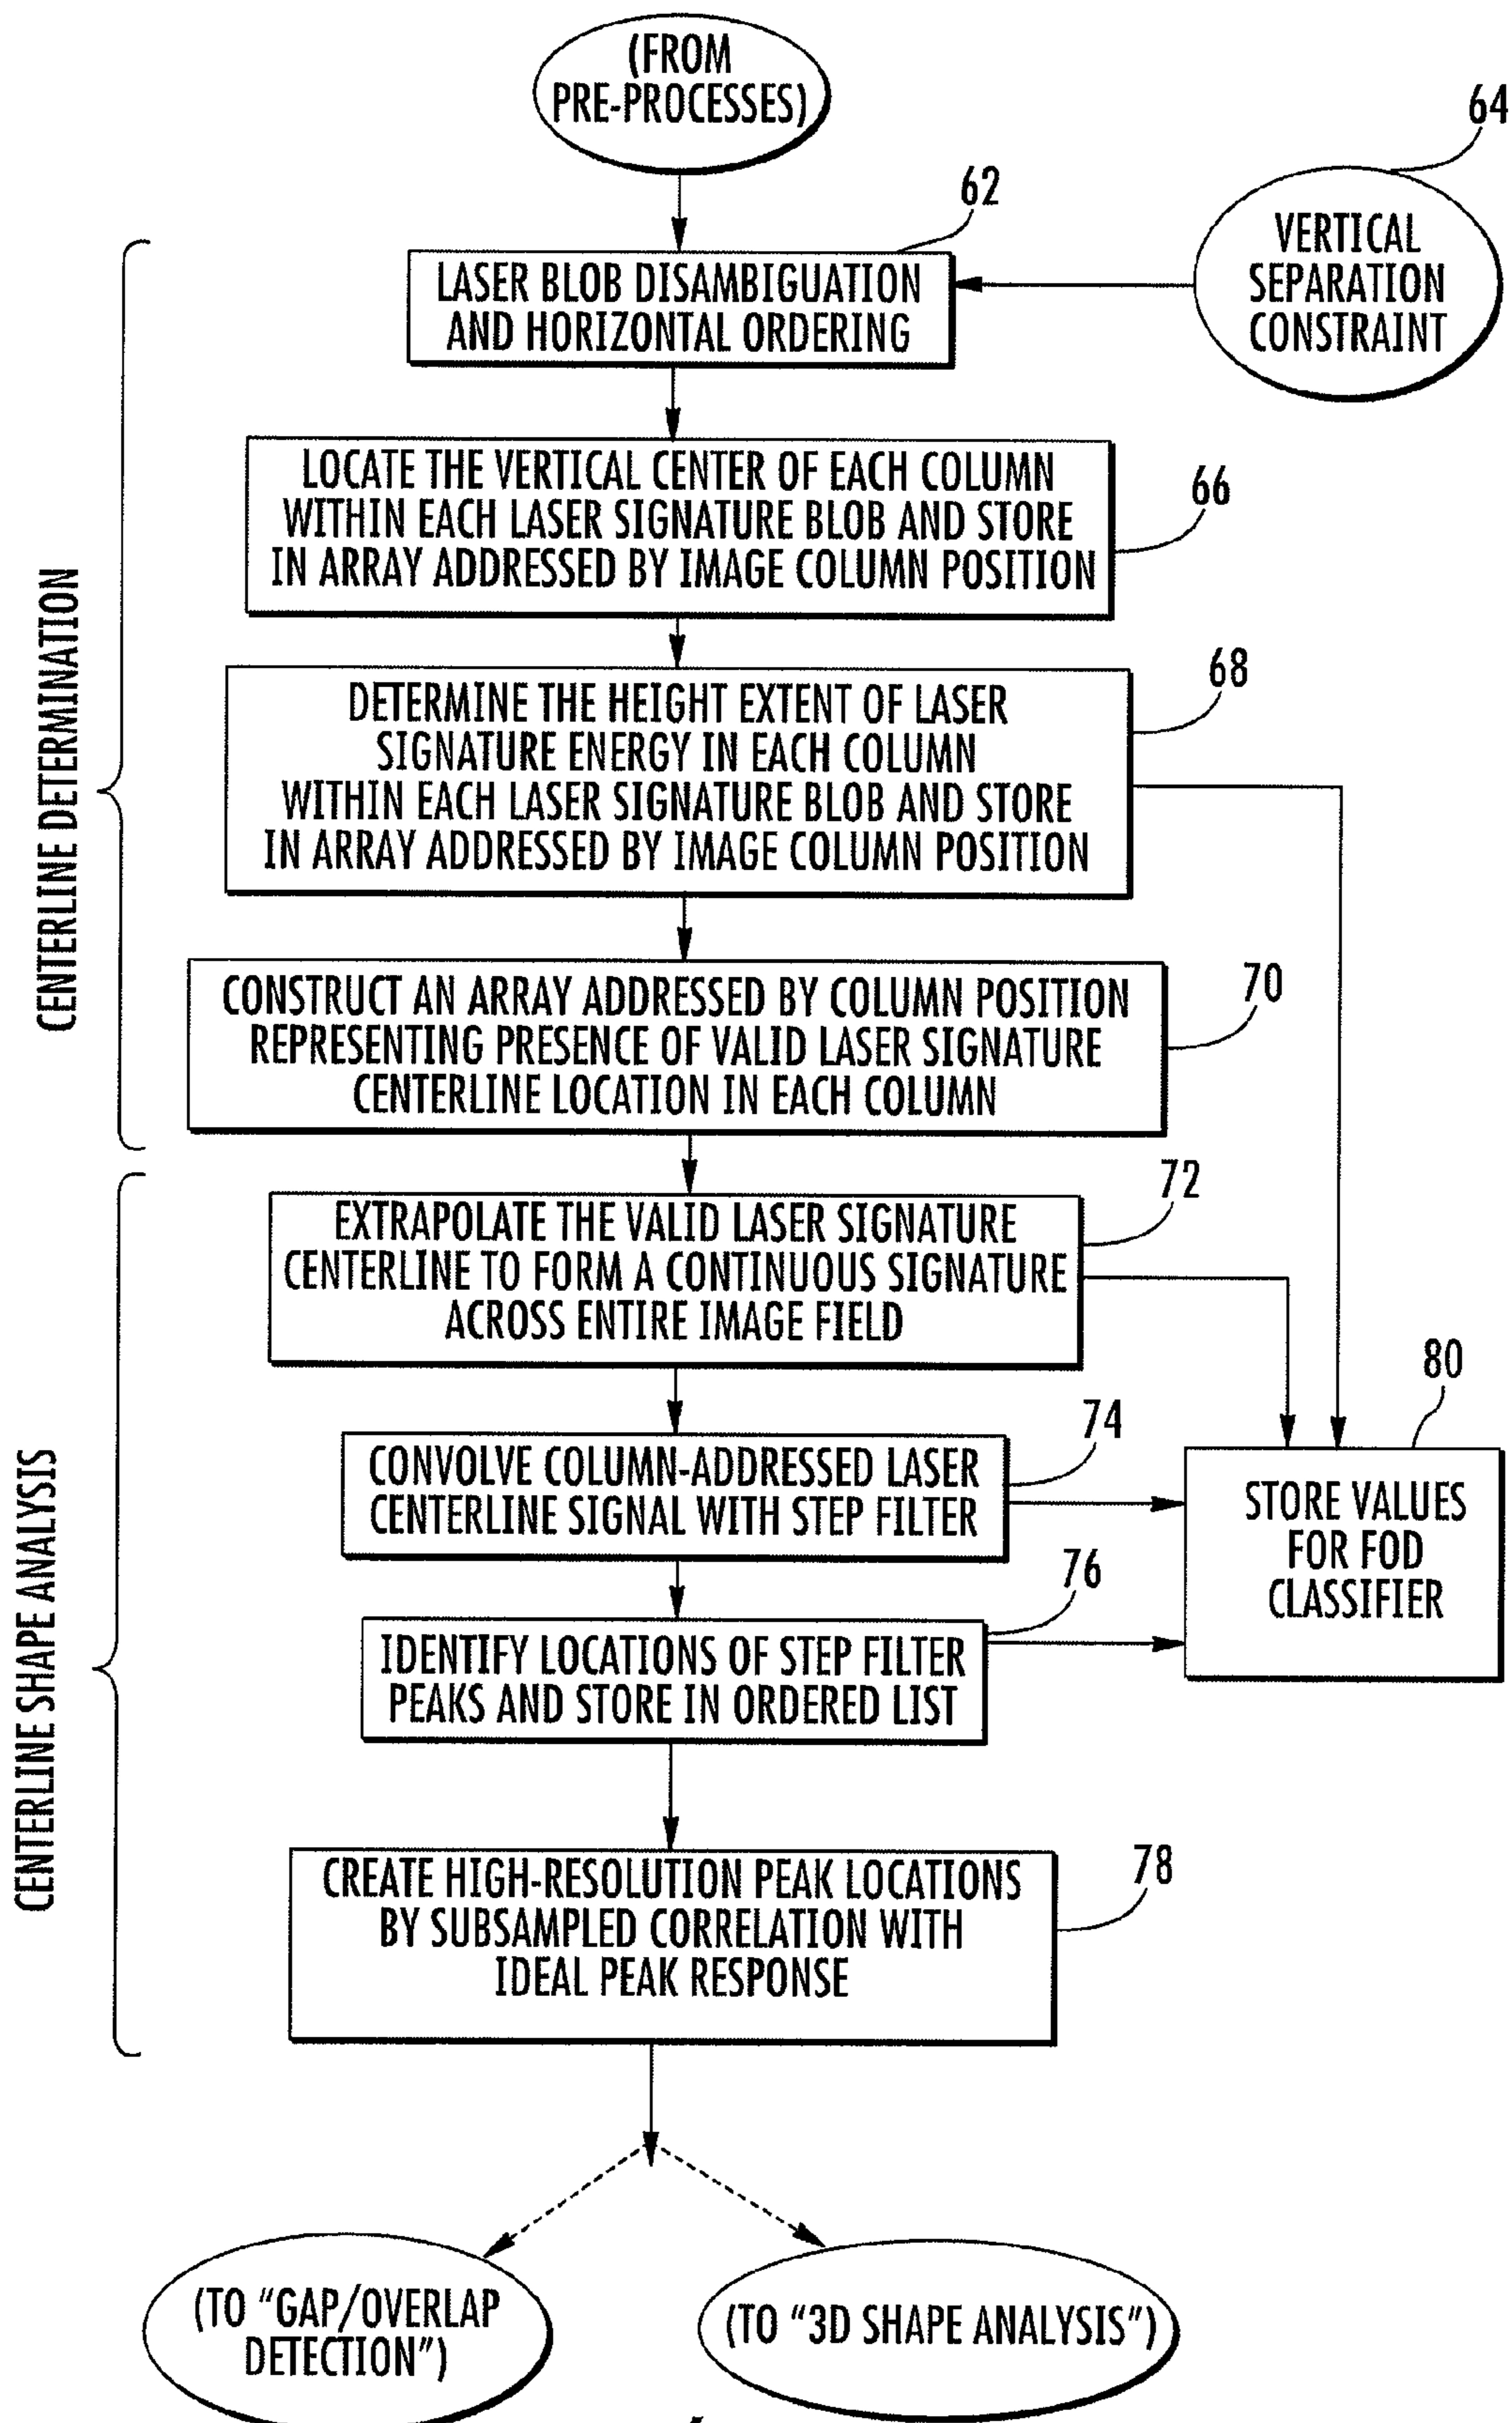 (FROM
PRE-PROCESSES)
64
62
VERTICAL
SEPARATION
CONSTRAINT
LASER BLOB DISAMBIGUATION
AND HORIZONTAL ORDERING
LOCATE THE VERTICAL CENTER OF EACH COLUMN
WITHIN EACH LASER SIGNATURE BLOB AND STORE
IN ARRAY ADDRESSED BY IMAGE COLUMN POSITION
66
CENTERLINE DETERMINATION
DETERMINE THE HEIGHT EXTENT OF LASER
SIGNATURE ENERGY IN EACH COLUMN
WITHIN EACH LASER SIGNATURE BLOB AND STORE
IN ARRAY ADDRESSED BY IMAGE COLUMN POSITION
68
CONSTRUCT AN ARRAY ADDRESSED BY COLUMN POSITION
REPRESENTING PRESENCE OF VALID LASER SIGNATURE
CENTERLINE LOCATION IN EACH COLUMN
70
EXTRAPOLATE THE VALID LASER SIGNATURE
CENTERLINE TO FORM A CONTINUOUS SIGNATURE
ACROSS ENTIRE IMAGE FIELD
72
CENTERLINE SHAPE ANALYSIS
CONVOLVE COLUMN-ADDRESSED LASER
CENTERLINE SIGNAL WITH STEP FILTER
74
80
STORE VALUES
FOR FOD
CLASSIFIER
IDENTIFY LOCATIONS OF STEP FILTER
PEAKS AND STORE IN ORDERED LIST
76
CREATE HIGH-RESOLUTION PEAK LOCATIONS
BY SUBSAMPLED CORRELATION WITH
IDEAL PEAK RESPONSE
78
(TO "GAP/OVERLAP
DETECTION")
(TO "3D SHAPE ANALYSIS")